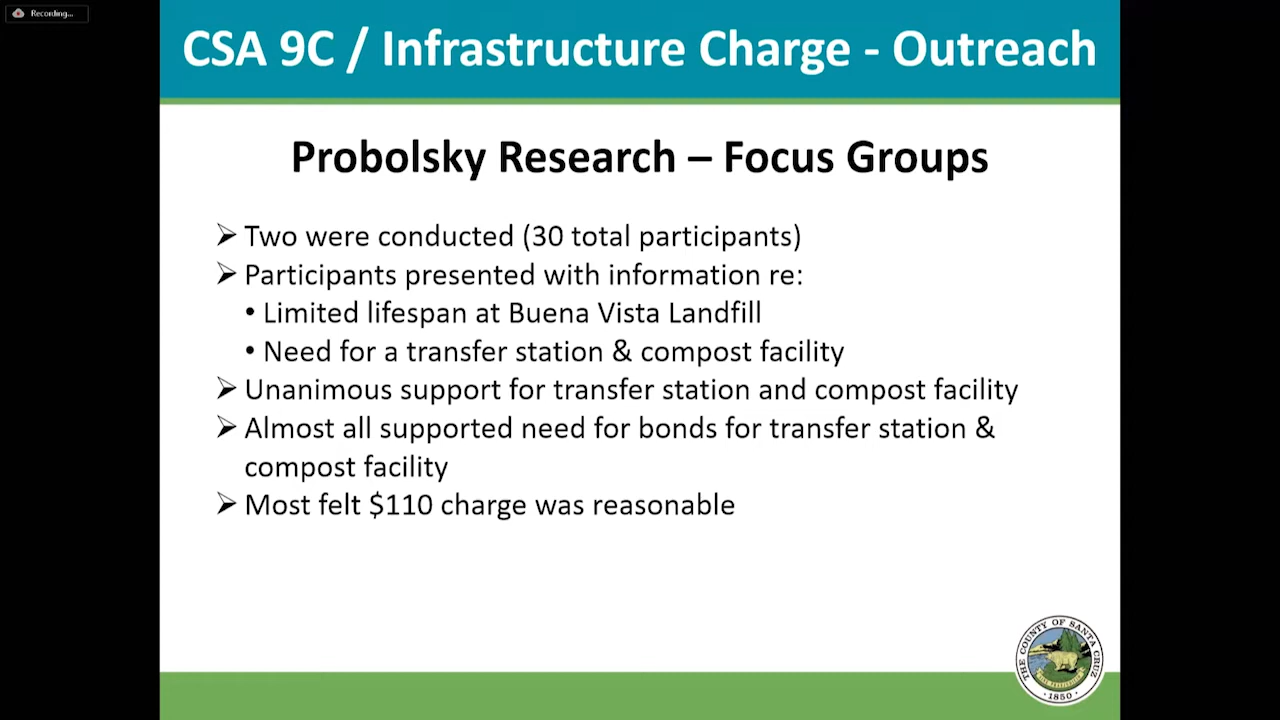 Recording...
CSA 9C / Infrastructure Charge - Outreach
Probolsky Research – Focus Groups
➢ Two were conducted (30 total participants)
➢ Participants presented with information re:
• Limited lifespan at Buena Vista Landfill
• Need for a transfer station & compost facility
➢ Unanimous support for transfer station and compost facility
➢ Almost all supported need for bonds for transfer station &
compost facility
➢ Most felt $110 charge was reasonable
THE COUNTY OF SANTA CRUZ
1850